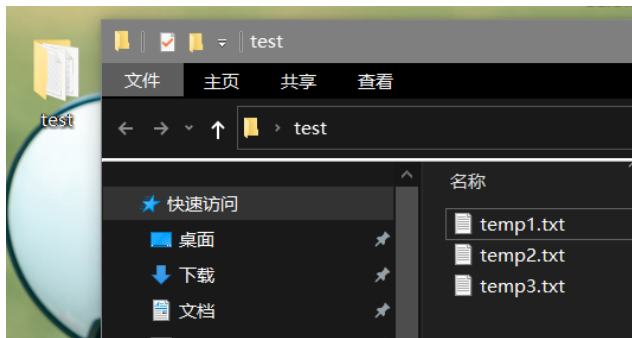 test
test
文件 主页 共享 查看
test
名称
快速访问
桌面
下载
文档
temp1.txt
temp2.txt
temp3.txt